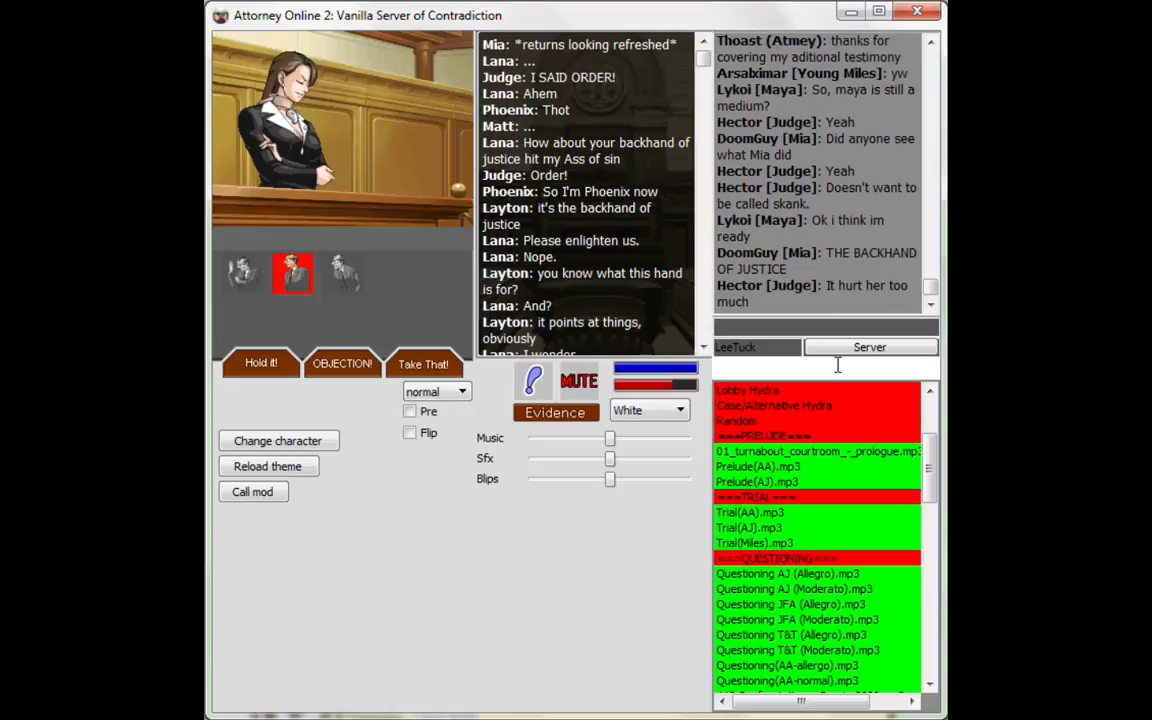 Attorney Online 2: Vanilla Server of Contradiction
Mia: *returns looking refreshed*
Lana: ...
Judge: I SAID ORDER!
Lana: Ahem
Phoenix: Thot
Matt: ...
Lana: How about your backhand of
justice hit my Ass of sin
Judge: Order!
Phoenix: So I'm Phoenix now
Layton: it's the backhand of
justice
Lana: Please enlighten us.
Lana: Nope.
Layton: you know what this hand
is for?
Lana: And?
Layton: it points at things,
obviously
Lana: I wonder
Thoast (Atmey): thanks for
covering my aditional testimony
Arsalximar [Young Miles]: yw
Lykoi [Maya]: So, maya is still a
medium?
Hector [Judge]: Yeah
DoomGuy [Mia]: Did anyone see
what Mia did
Hector [Judge]: Yeah
Hector [Judge]: Doesn't want to
be called skank.
Lykoi [Maya]: Ok i think im
ready
DoomGuy [Mia]: THE BACKHAND
OF JUSTICE
Hector [Judge]: It hurt her too
much
LeeTuck
Server
Hold it!
OBJECTION!
Take That!
normal
Pre
Flip
Change character
Reload theme
Call mod
MUTE
Evidence
White
Music
Sfx
Blips
Lobby Hydra
Case/Alternative Hydra
Random
===PRELUDE===
01_turnabout_courtroom_-_prologue.mp3
Prelude(AA).mp3
Prelude(AJ).mp3
===TRIAL===
Trial(AA).mp3
Trial(AJ).mp3
Trial(Miles).mp3
===QUESTIONING===
Questioning AJ (Allegro).mp3
Questioning AJ (Moderato).mp3
Questioning JFA (Allegro).mp3
Questioning JFA (Moderato).mp3
Questioning T&T (Allegro).mp3
Questioning T&T (Moderato).mp3
Questioning(AA-allergo).mp3
Questioning(AA-normal).mp3